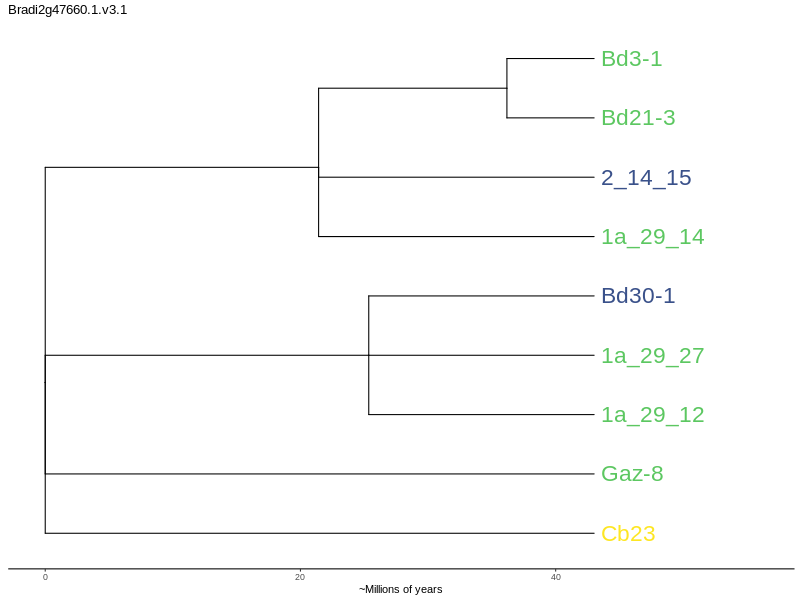 Bradi2g47660.1.v3.1
Bd3-1
Bd21-3
2_14_15
1a_29_14
Bd30-1
1a_29_27
1a_29_12
Gaz-8
Cb23
0 20 40
~Millions of years